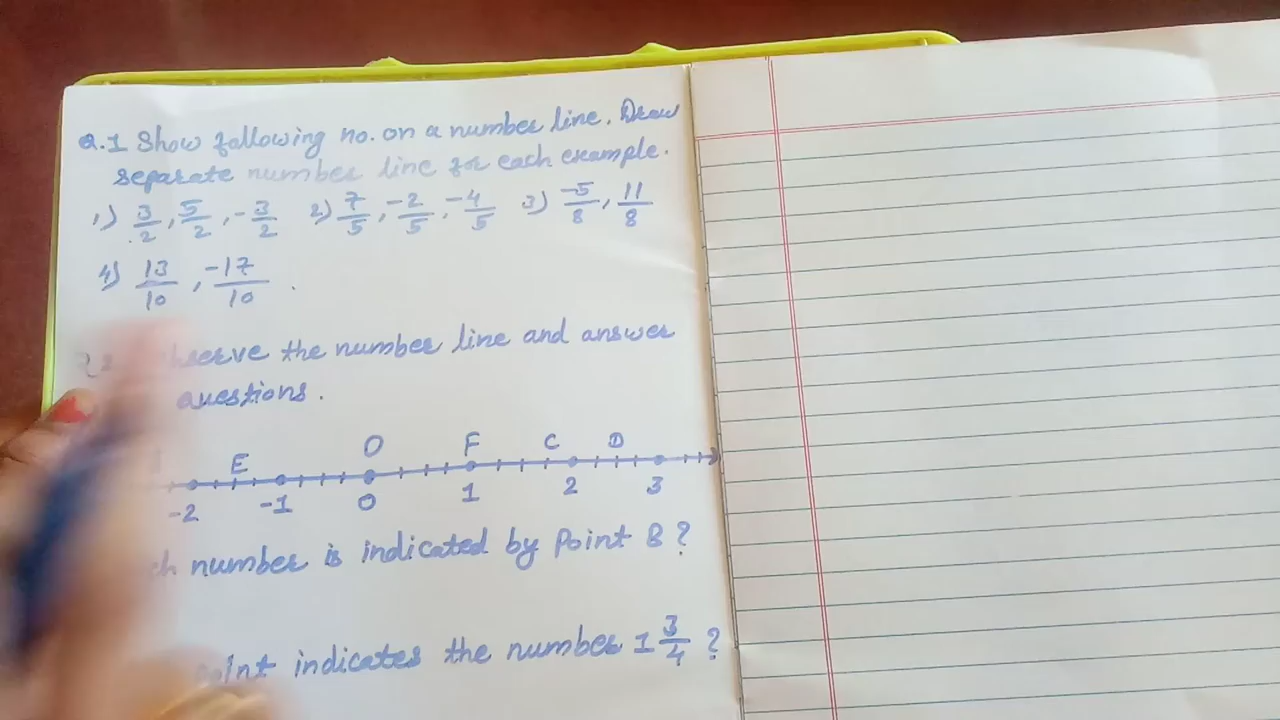 Q.1 Show following no. on a number line. Draw
separate number line for each example.
1) 3/2, 5/2, -3/2 2) 7/5, -2/5, -4/5 3) -5/8, 11/8
4) 13/10, -17/10.
the number line and answer
questions.
E O F C D
-2 -1 0 1 2 3
number is indicated by Point B?
indicates the number 1 3/4 ?